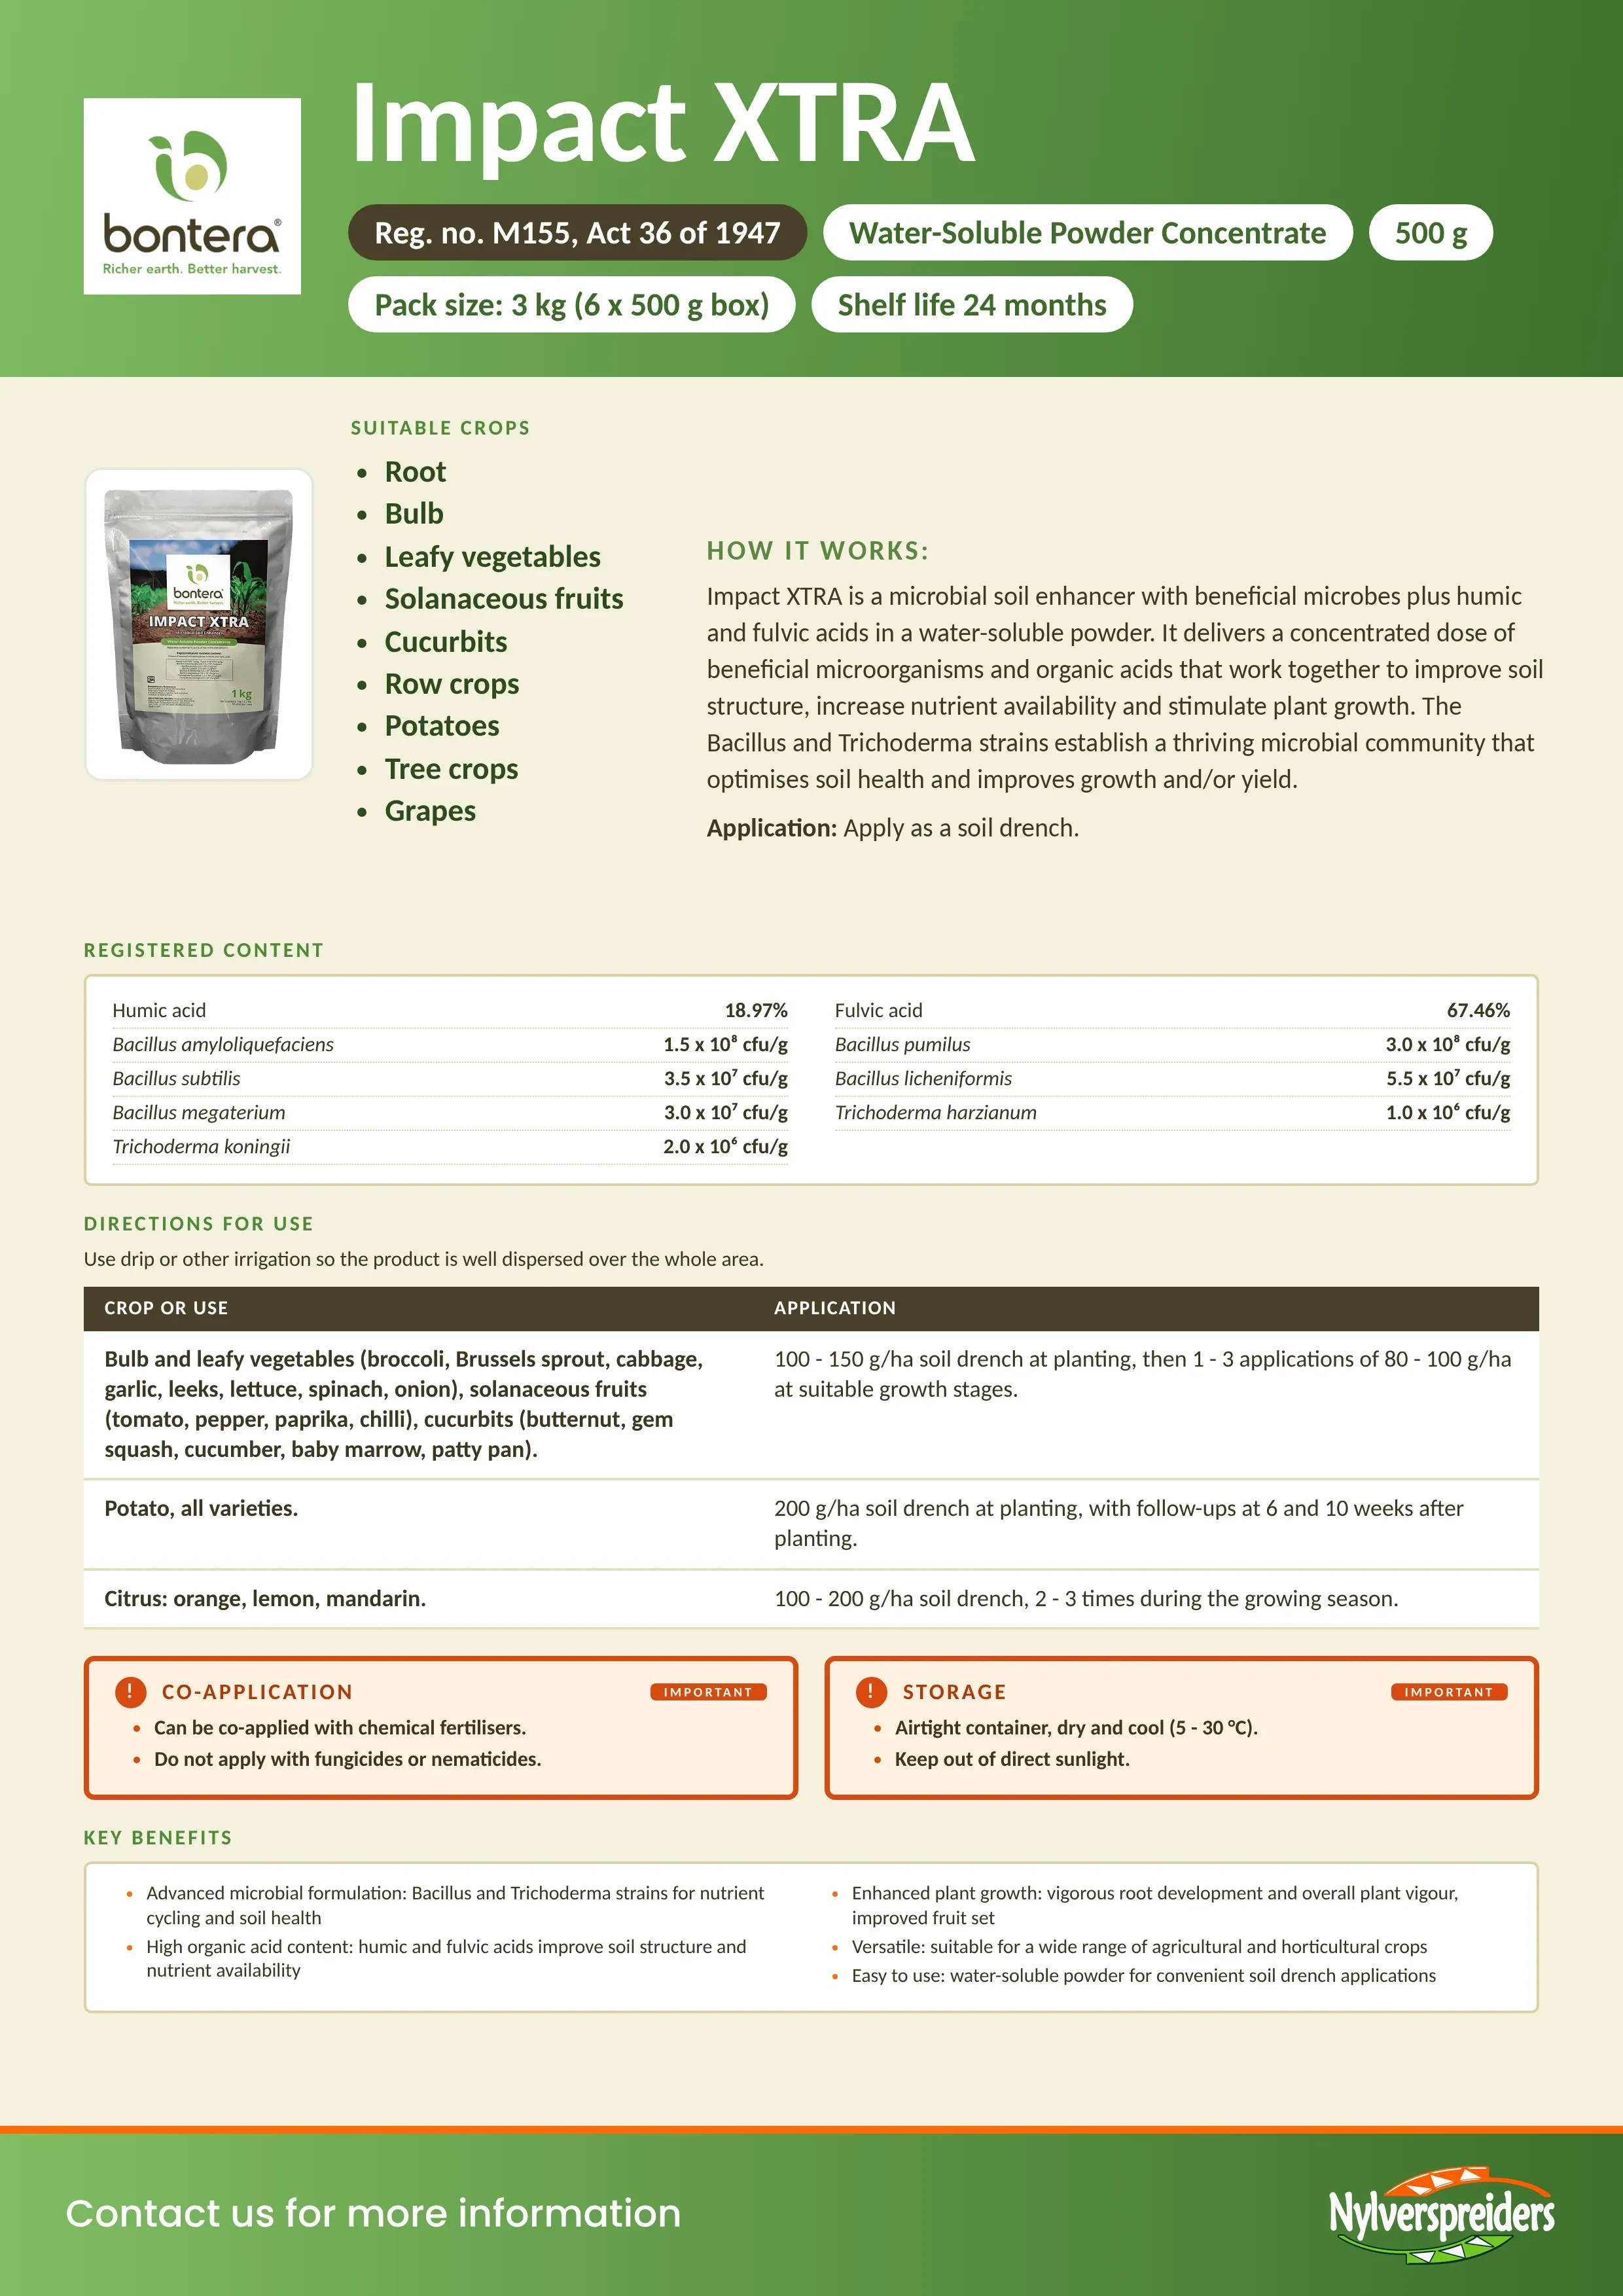 Impact XTRA
bontera®
Richer earth. Better harvest.
Reg. no. M155, Act 36 of 1947
Water-Soluble Powder Concentrate
500 g
Pack size: 3 kg (6 x 500 g box)
Shelf life 24 months
SUITABLE CROPS
• Root
• Bulb
• Leafy vegetables
• Solanaceous fruits
• Cucurbits
• Row crops
• Potatoes
• Tree crops
• Grapes
bontera
IMPACT XTRA
1 kg
HOW IT WORKS:
Impact XTRA is a microbial soil enhancer with beneficial microbes plus humic
and fulvic acids in a water-soluble powder. It delivers a concentrated dose of
beneficial microorganisms and organic acids that work together to improve soil
structure, increase nutrient availability and stimulate plant growth. The
Bacillus and Trichoderma strains establish a thriving microbial community that
optimises soil health and improves growth and/or yield.
Application: Apply as a soil drench.
REGISTERED CONTENT
Humic acid 18.97%
Fulvic acid 67.46%
Bacillus amyloliquefaciens 1.5 x 10⁸ cfu/g
Bacillus pumilus 3.0 x 10⁸ cfu/g
Bacillus subtilis 3.5 x 10⁷ cfu/g
Bacillus licheniformis 5.5 x 10⁷ cfu/g
Bacillus megaterium 3.0 x 10⁷ cfu/g
Trichoderma harzianum 1.0 x 10⁶ cfu/g
Trichoderma koningii 2.0 x 10⁶ cfu/g
DIRECTIONS FOR USE
Use drip or other irrigation so the product is well dispersed over the whole area.
CROP OR USE APPLICATION
Bulb and leafy vegetables (broccoli, Brussels sprout, cabbage,
garlic, leeks, lettuce, spinach, onion), solanaceous fruits
(tomato, pepper, paprika, chilli), cucurbits (butternut, gem
squash, cucumber, baby marrow, patty pan).
100 - 150 g/ha soil drench at planting, then 1 - 3 applications of 80 - 100 g/ha
at suitable growth stages.
Potato, all varieties.
200 g/ha soil drench at planting, with follow-ups at 6 and 10 weeks after
planting.
Citrus: orange, lemon, mandarin.
100 - 200 g/ha soil drench, 2 - 3 times during the growing season.
! CO-APPLICATION IMPORTANT
• Can be co-applied with chemical fertilisers.
• Do not apply with fungicides or nematicides.
! STORAGE IMPORTANT
• Airtight container, dry and cool (5 - 30 °C).
• Keep out of direct sunlight.
KEY BENEFITS
• Advanced microbial formulation: Bacillus and Trichoderma strains for nutrient
cycling and soil health
• High organic acid content: humic and fulvic acids improve soil structure and
nutrient availability
• Enhanced plant growth: vigorous root development and overall plant vigour,
improved fruit set
• Versatile: suitable for a wide range of agricultural and horticultural crops
• Easy to use: water-soluble powder for convenient soil drench applications
Contact us for more information
Nylverspreiders